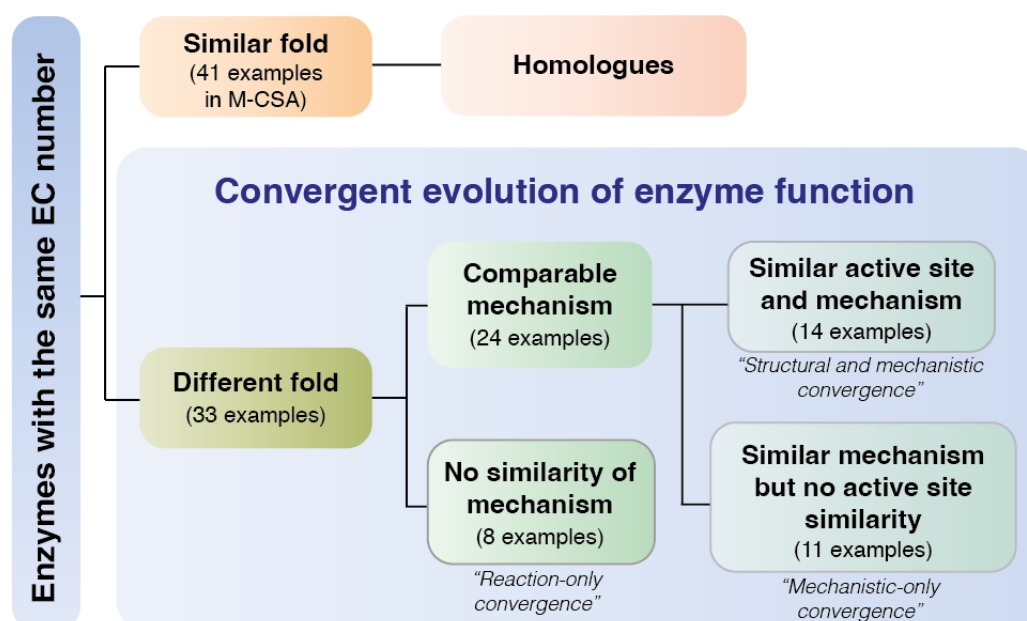 Enzymes with the same EC number
Similar fold
(41 examples
in M-CSA)
Homologues
Convergent evolution of enzyme function
Different fold
(33 examples)
Comparable
mechanism
(24 examples)
No similarity of
mechanism
(8 examples)
“Reaction-only
convergence”
Similar active site
and mechanism
(14 examples)
“Structural and mechanistic
convergence”
Similar mechanism
but no active site
similarity
(11 examples)
“Mechanistic-only
convergence”